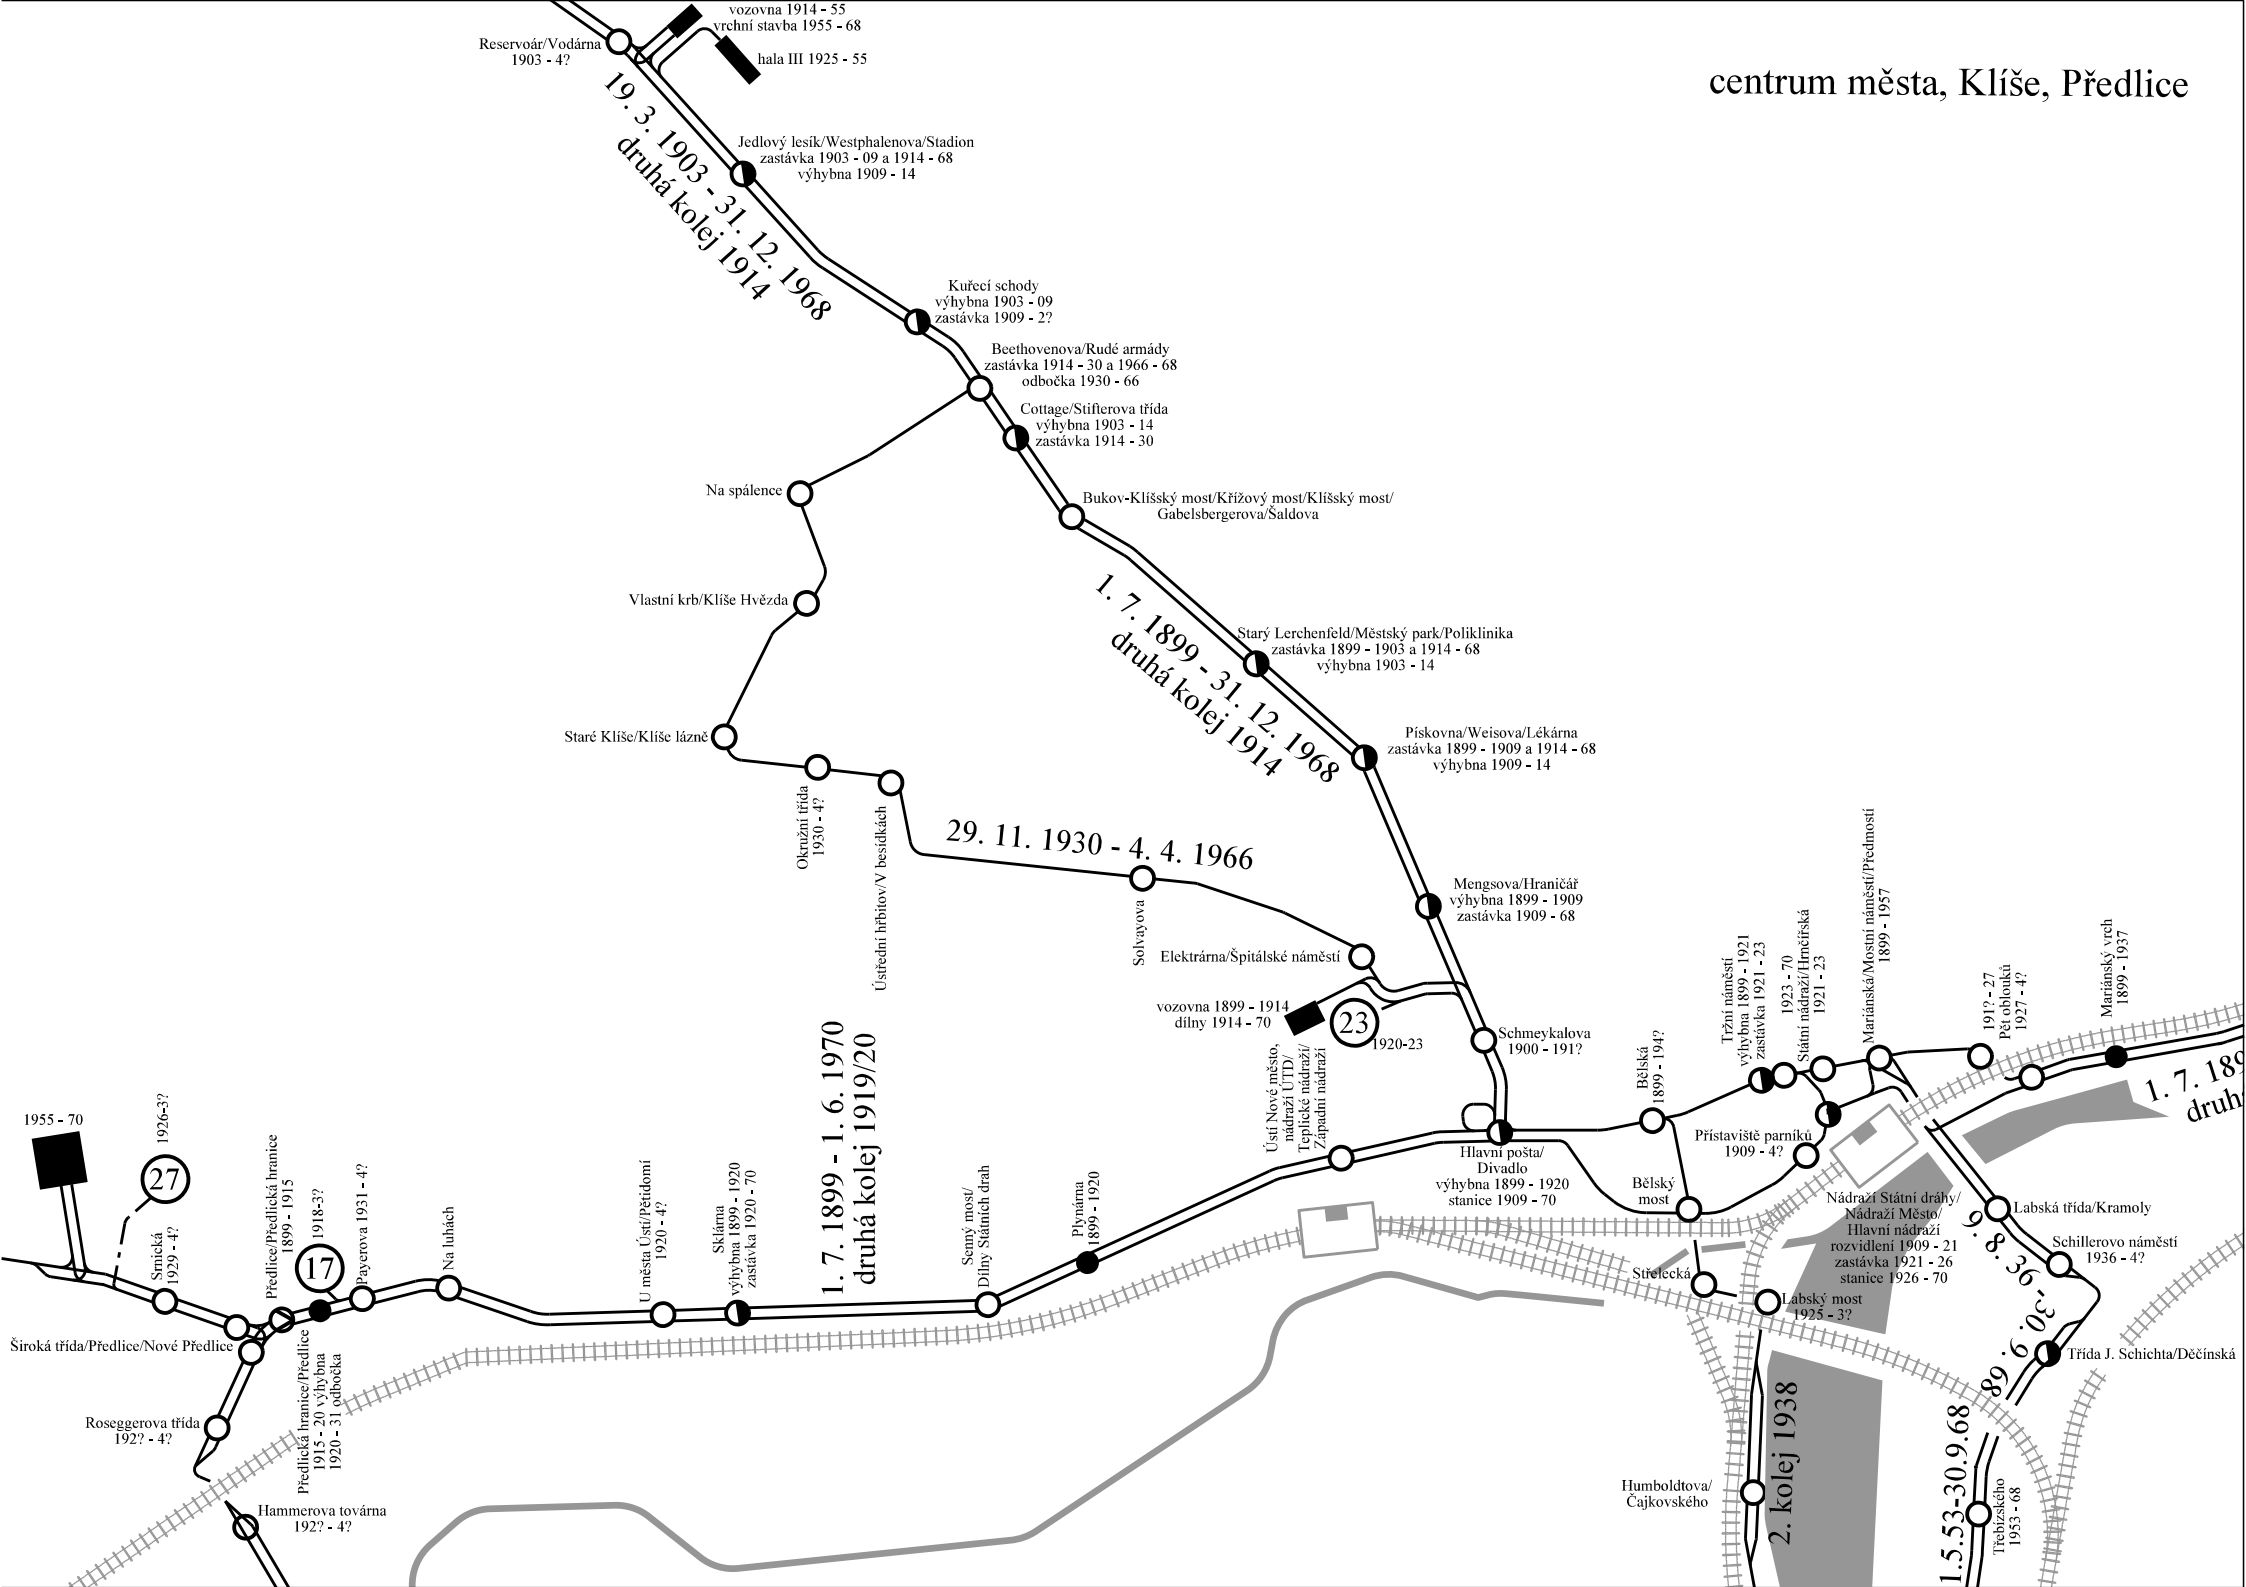 vozovna 1914 - 55
vrchní stavba 1955 - 68
Reservoár/Vodárna
1903 - 4?
hala III 1925 - 55
centrum města, Klíše, Předlice
19. 3. 1903 - 31. 12. 1968
druhá kolej 1914
Jedlový lesík/Westphalenova/Stadion
zastávka 1903 - 09 a 1914 - 68
výhybna 1909 - 14
Kuřecí schody
výhybna 1903 - 09
zastávka 1909 - 2?
Beethovenova/Rudé armády
zastávka 1914 - 30 a 1966 - 68
odbočka 1930 - 66
Cottage/Stifterova třída
výhybna 1903 - 14
zastávka 1914 - 30
Na spálence
Bukov-Klíšský most/Křížový most/Klíšský most/
Gabelsbergerova/Šaldova
Vlastní krb/Klíše Hvězda
1. 7. 1899 - 31. 12. 1968
druhá kolej 1914
Starý Lerchenfeld/Městský park/Poliklinika
zastávka 1899 - 1903 a 1914 - 68
výhybna 1903 - 14
Staré Klíše/Klíše lázně
Pískovna/Weisova/Lékárna
zastávka 1899 - 1909 a 1914 - 68
výhybna 1909 - 14
Okružní třída
1930 - 4?
Ústřední hřbitov/V besídkách
29. 11. 1930 - 4. 4. 1966
Solvayova
Mengsova/Hraničář
výhybna 1899 - 1909
zastávka 1909 - 68
Elektrárna/Špitálské náměstí
vozovna 1899 - 1914
dílny 1914 - 70
23
1920-23
Schmeykalova
1900 - 191?
Ústí Nové město,
nádraží ÚTD/
Teplické nádraží/
Západní nádraží
Bělská
1899 - 194?
Tržní náměstí
výhybna 1899 - 1921
zastávka 1921 - 23
1923 - 70
Státní nádraží/Hrnčířská
1921 - 23
Mariánská/Mostní náměstí/Předmostí
1899 - 1957
191? - 27
Pět oblouků
1927 - 4?
Mariánský vrch
1899 - 1937
1. 7. 189
druh
1955 - 70
1926-3?
27
Srnická
1929 - 4?
Předlice/Předlická hranice
1899 - 1915
1918-3?
17
Payerova 1931 - 4?
Na luhách
U města Ústí/Pětidomí
1920 - 4?
Sklárna
výhybna 1899 - 1920
zastávka 1920 - 70
1. 7. 1899 - 1. 6. 1970
druhá kolej 1919/20
Senný most/
Dílny Státních drah
Plynárna
1899 - 1920
Hlavní pošta/
Divadlo
výhybna 1899 - 1920
stanice 1909 - 70
Přístaviště parníků
1909 - 4?
Bělský
most
Nádraží Státní dráhy/
Nádraží Město/
Hlavní nádraží
rozvidlení 1909 - 21
zastávka 1921 - 26
stanice 1926 - 70
Labská třída/Kramoly
Schillerovo náměstí
1936 - 4?
9. 8. 36 - 30. 9. 68
Střelecká
Labský most
1925 - 3?
Třída J. Schichta/Děčínská
Široká třída/Předlice/Nové Předlice
Předlická hranice/Předlice
1915 - 20 výhybna
1920 - 31 odbočka
Roseggerova třída
192? - 4?
Hammerova továrna
192? - 4?
Humboldtova/
Čajkovského
2. kolej 1938
1.5.53-30.9.68
Třebízského
1953 - 68